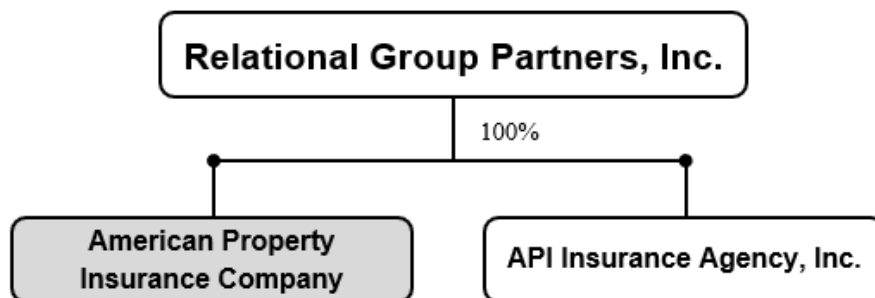 Relational Group Partners, Inc.
100%
American Property
Insurance Company
API Insurance Agency, Inc.